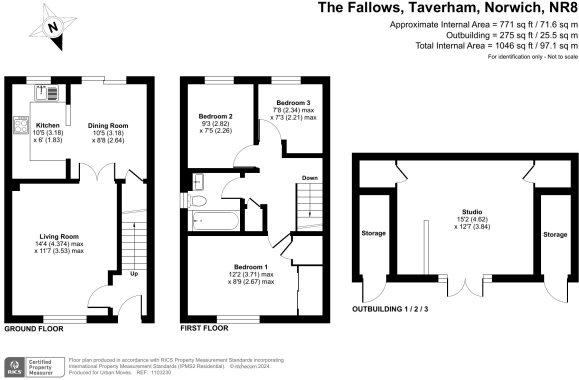 The Fallows, Taverham, Norwich, NR8
Approximate Internal Area = 771 sq ft / 71.6 sq m
Outbuilding = 275 sq ft / 25.5 sq m
Total Internal Area = 1046 sq ft / 97.1 sq m
For identification only - Not to scale
N
Kitchen
10'5 (3.18)
x 6' (1.83)
Dining Room
10'5 (3.18)
x 8'8 (2.64)
Living Room
14'4 (4.374) max
x 11'7 (3.53) max
Up
GROUND FLOOR
Bedroom 2
9'3 (2.82)
x 7'5 (2.26)
Bedroom 3
7'8 (2.34) max
x 7'3 (2.21) max
Down
Bedroom 1
12'2 (3.71) max
x 8'9 (2.67) max
FIRST FLOOR
Storage
Studio
15'2 (4.62)
x 12'7 (3.84)
Storage
OUTBUILDING 1 / 2 / 3
RICS
Certified
Property
Measurer
Floor plan produced in accordance with RICS Property Measurement Standards incorporating
International Property Measurement Standards (IPMS2 Residential). © nichecom 2024.
Produced for Urban Moves. REF: 1103230